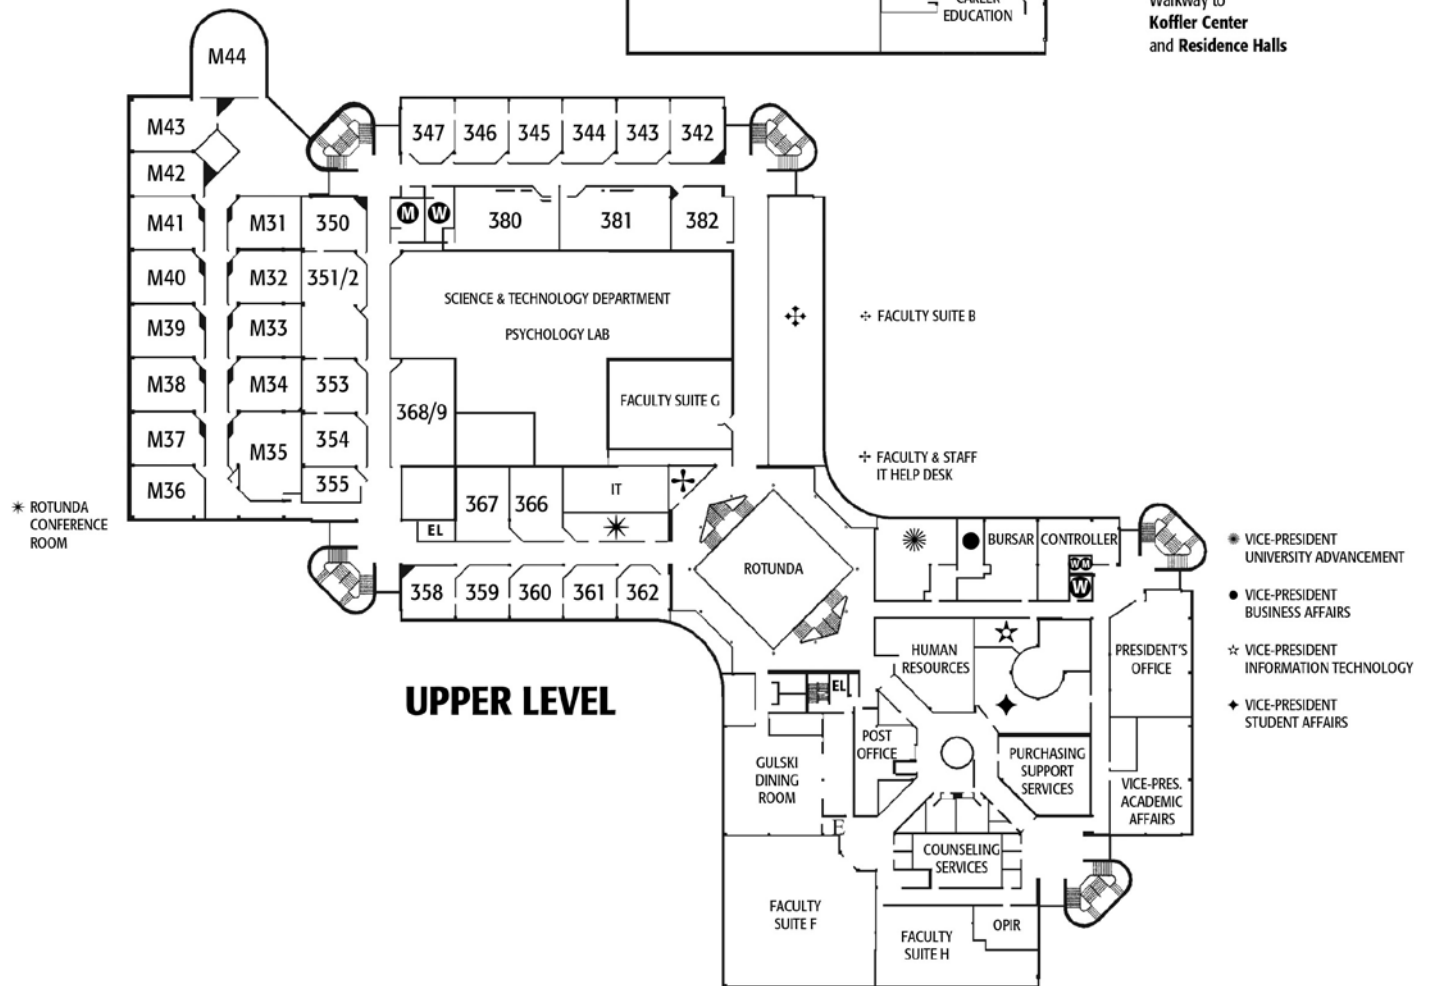 CAREER
EDUCATION
Walkway to
Koffler Center
and Residence Halls
M44
M43
M42
M41
M40
M39
M38
M37
M36
M31
M32
M33
M34
M35
350
351/2
353
354
355
347
346
345
344
343
342
M
W
380
381
382
SCIENCE & TECHNOLOGY DEPARTMENT
PSYCHOLOGY LAB
FACULTY SUITE G
368/9
FACULTY SUITE B
FACULTY & STAFF
IT HELP DESK
367
366
IT
EL
ROTUNDA
CONFERENCE
ROOM
358
359
360
361
362
ROTUNDA
BURSAR
CONTROLLER
W M
W
VICE-PRESIDENT
UNIVERSITY ADVANCEMENT
VICE-PRESIDENT
BUSINESS AFFAIRS
VICE-PRESIDENT
INFORMATION TECHNOLOGY
VICE-PRESIDENT
STUDENT AFFAIRS
HUMAN
RESOURCES
PRESIDENT'S
OFFICE
UPPER LEVEL
EL
POST
OFFICE
GULSKI
DINING
ROOM
PURCHASING
SUPPORT
SERVICES
VICE-PRES.
ACADEMIC
AFFAIRS
E
COUNSELING
SERVICES
FACULTY
SUITE F
FACULTY
SUITE H
OPIR